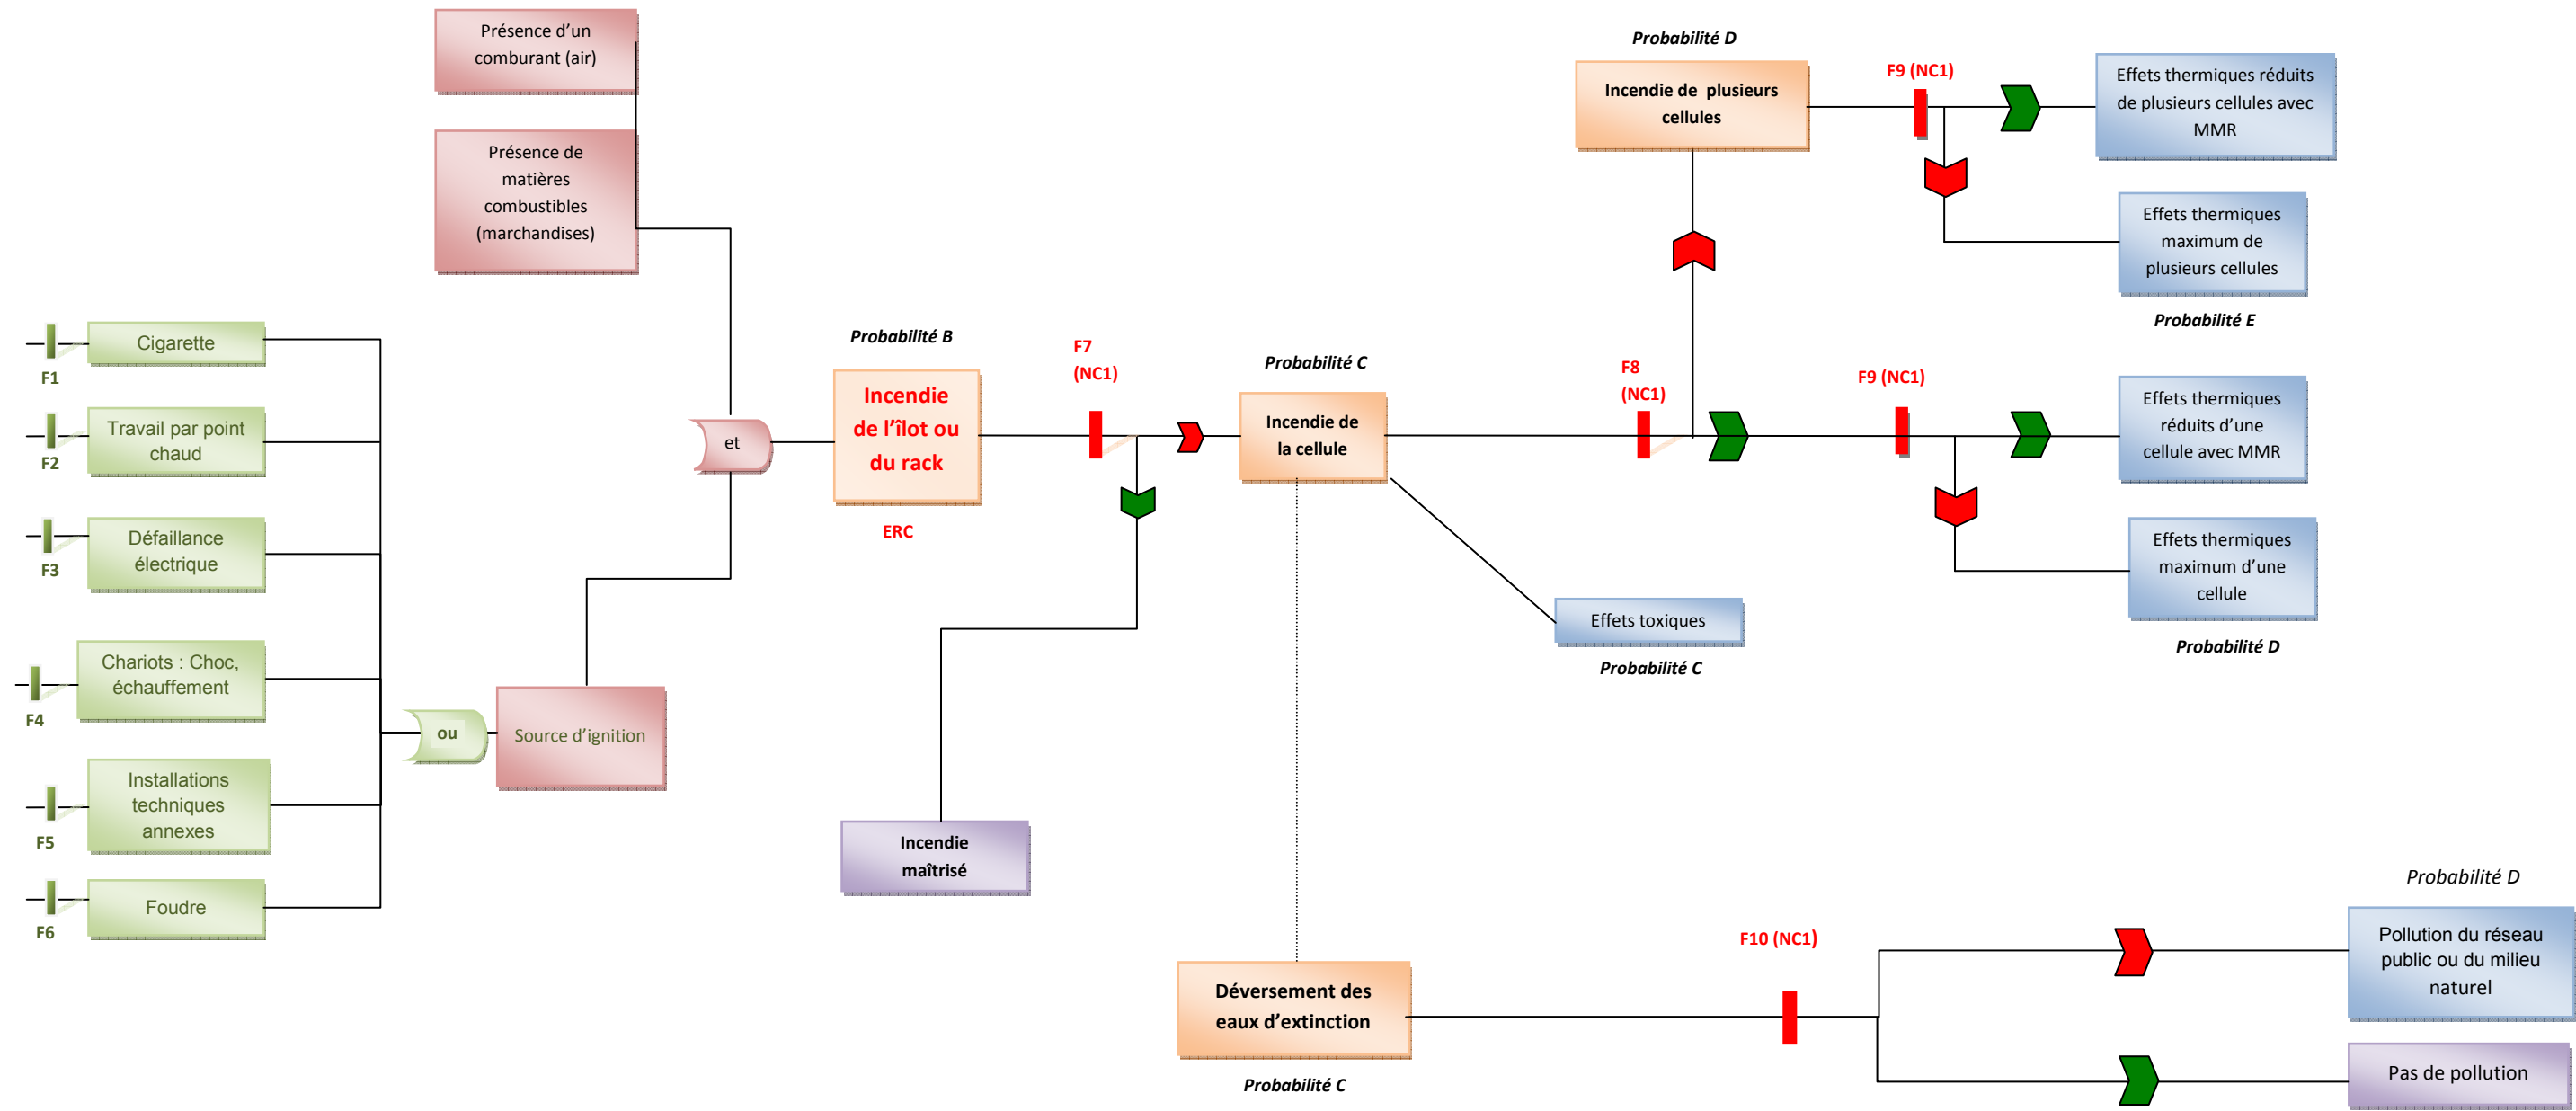 Présence d’un
comburant (air)
Présence de
matières
combustibles
(marchandises)
Cigarette
F1
Travail par point
chaud
F2
Défaillance
électrique
F3
Chariots : Choc,
échauffement
F4
Installations
techniques
annexes
F5
Foudre
F6
ou
Source d’ignition
et
Probabilité B
Incendie
de l’îlot ou
du rack
ERC
F7
(NC1)
Incendie
maîtrisé
Probabilité C
Incendie de
la cellule
Effets toxiques
Probabilité C
F8
(NC1)
Probabilité D
Incendie de plusieurs
cellules
F9 (NC1)
Effets thermiques réduits
de plusieurs cellules avec
MMR
Effets thermiques
maximum de
plusieurs cellules
Probabilité E
F9 (NC1)
Effets thermiques
réduits d’une
cellule avec MMR
Effets thermiques
maximum d’une
cellule
Probabilité D
Déversement des
eaux d’extinction
Probabilité C
F10 (NC1)
Probabilité D
Pollution du réseau
public ou du milieu
naturel
Pas de pollution